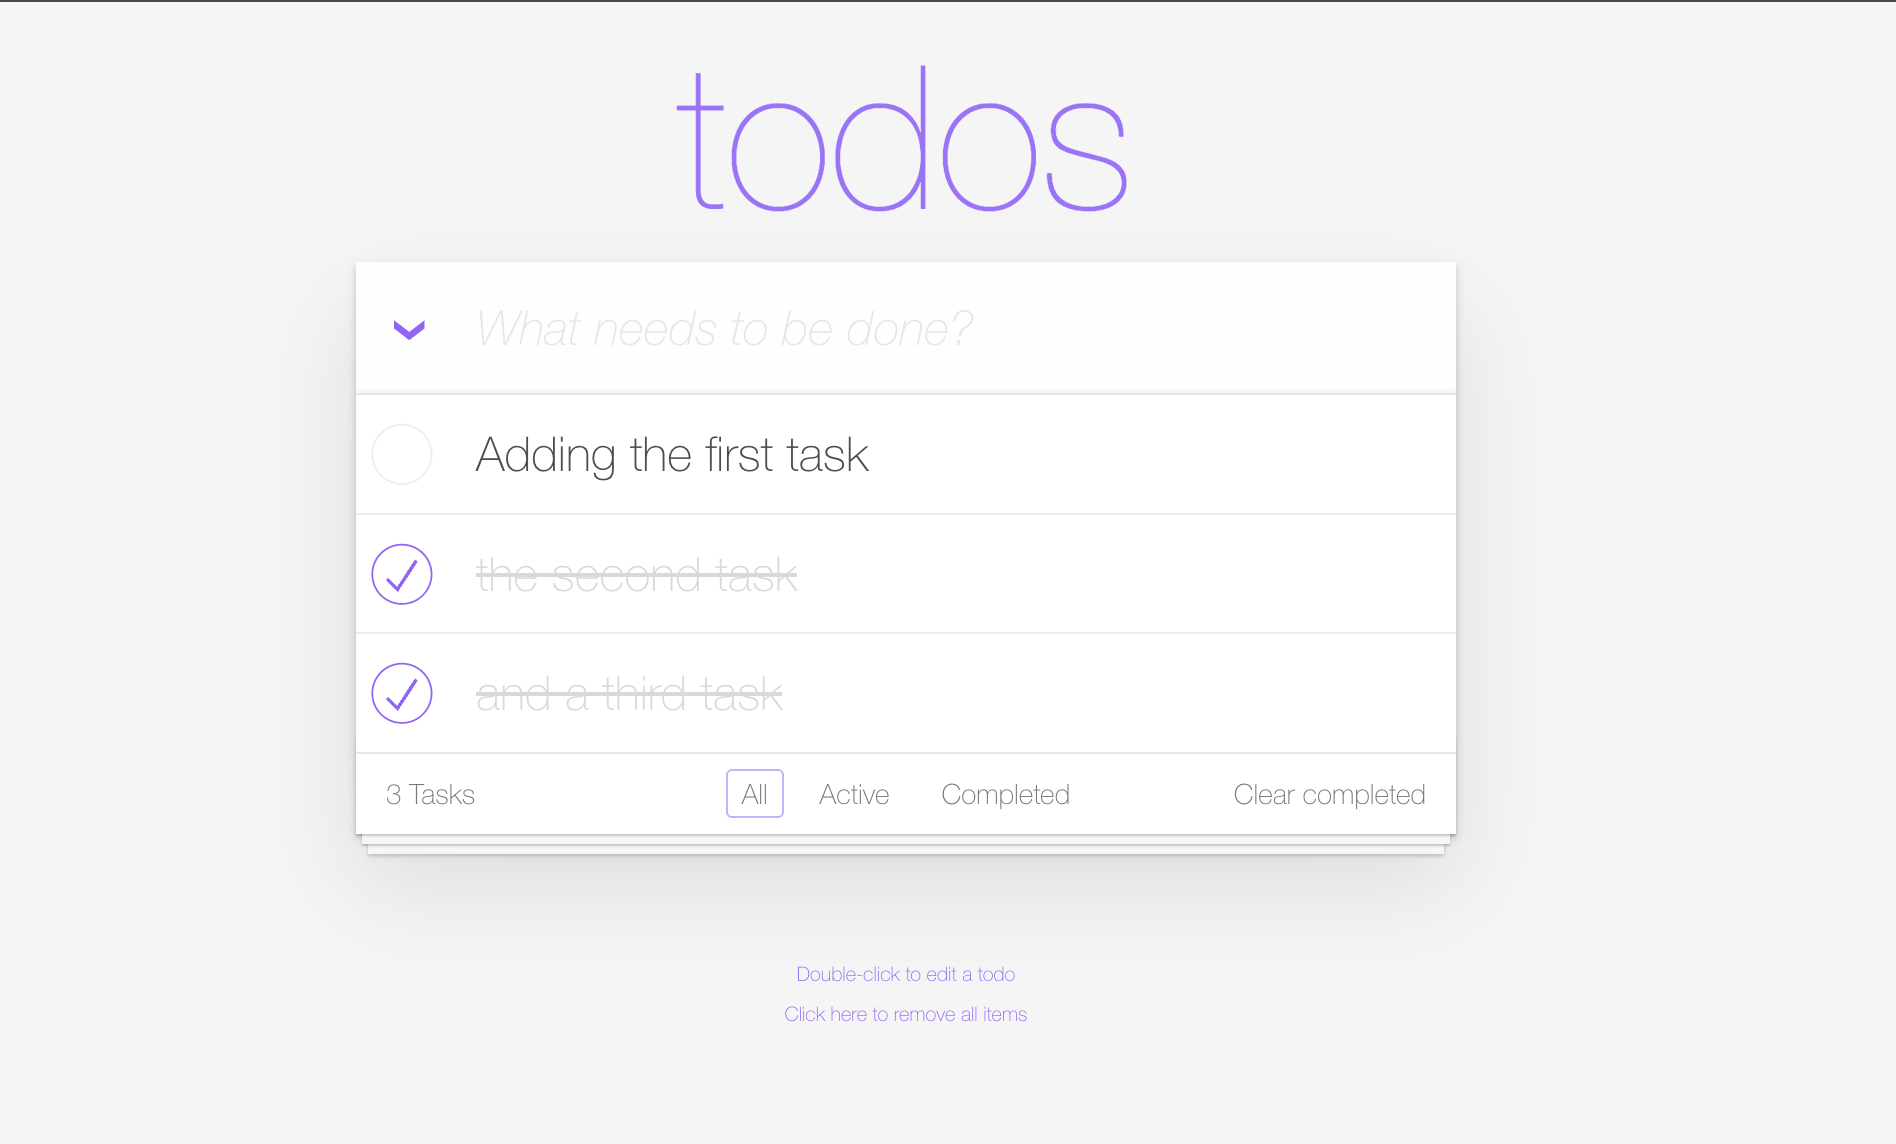 todos
What needs to be done?
Adding the first task
the second task
and a third task
3 Tasks All Active Completed Clear completed
Double-click to edit a todo
Click here to remove all items